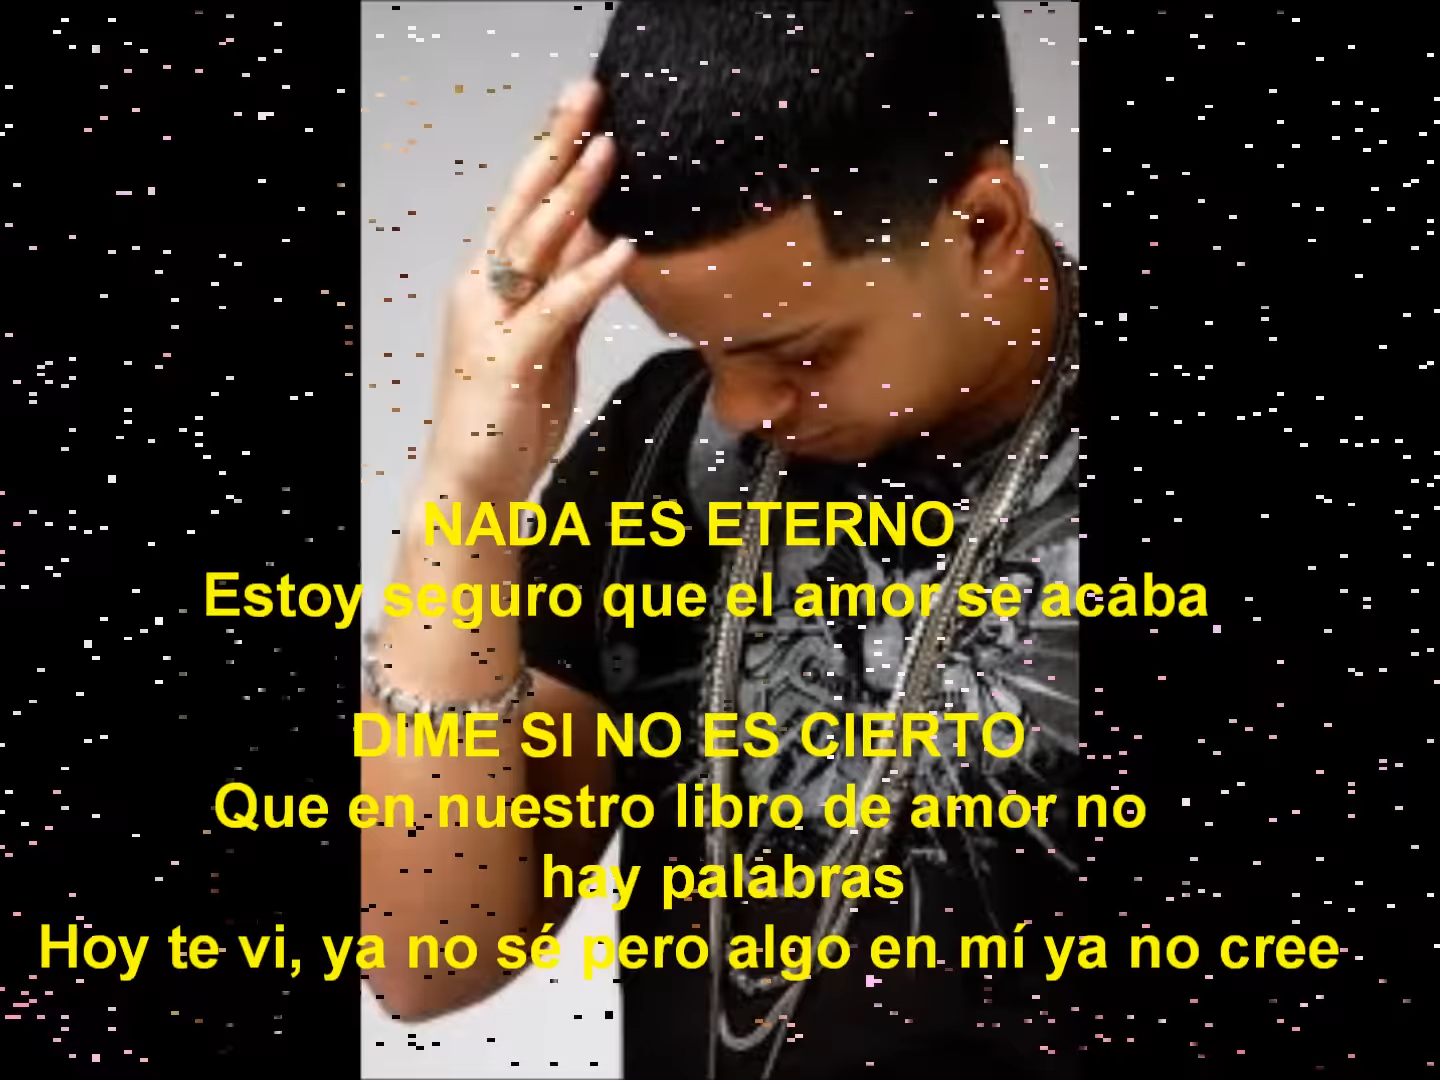 NADA ES ETERNO
Estoy seguro que el amor se acaba
DIME SI NO ES CIERTO
Que en nuestro libro de amor no
hay palabras
Hoy te vi, ya no sé pero algo en mí ya no cree